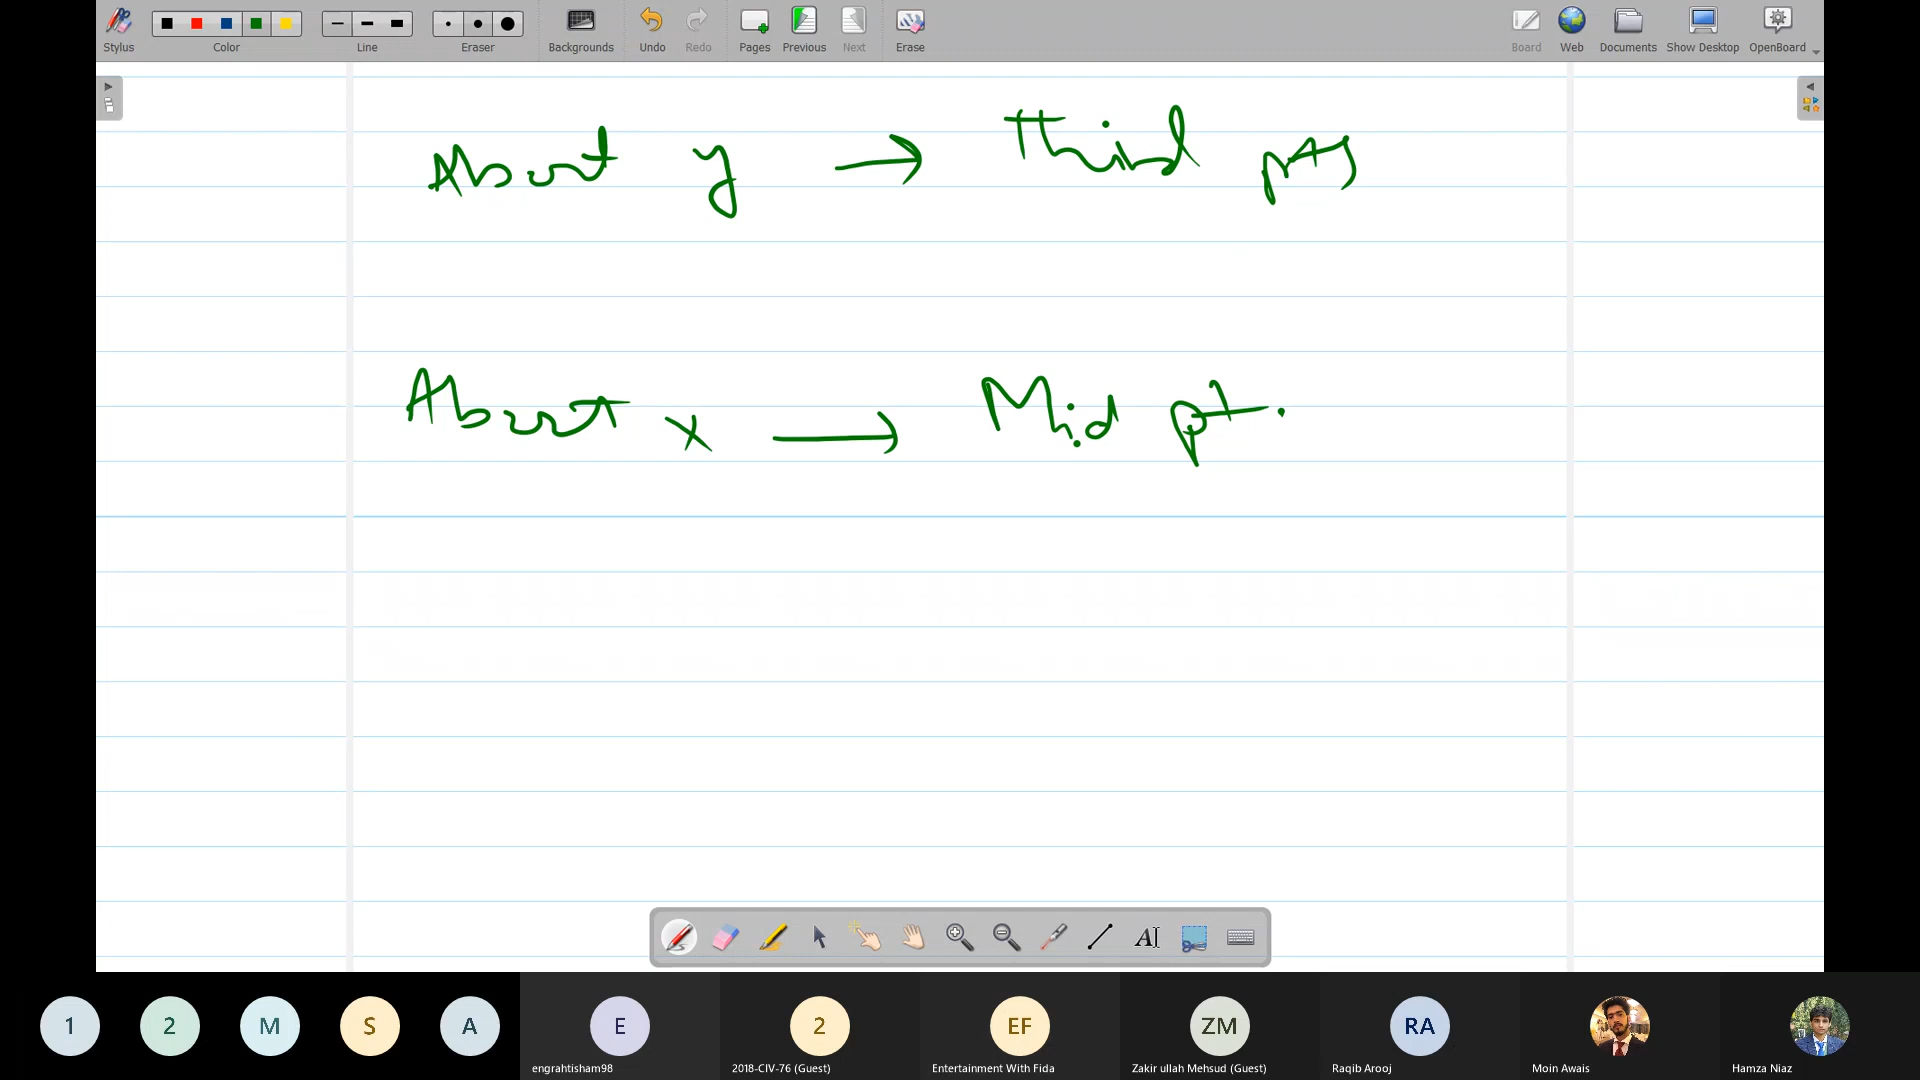 Stylus Color Line Eraser Backgrounds Undo Redo Pages Previous Next Erase Board Web Documents Show Desktop OpenBoard
About y → Third pts
About x → Mid pt.
1 2 M S A E 2 EF ZM RA
engrahtisham98 2018-CIV-76 (Guest) Entertainment With Fida Zakir ullah Mehsud (Guest) Raqib Arooj Moin Awais Hamza Niaz